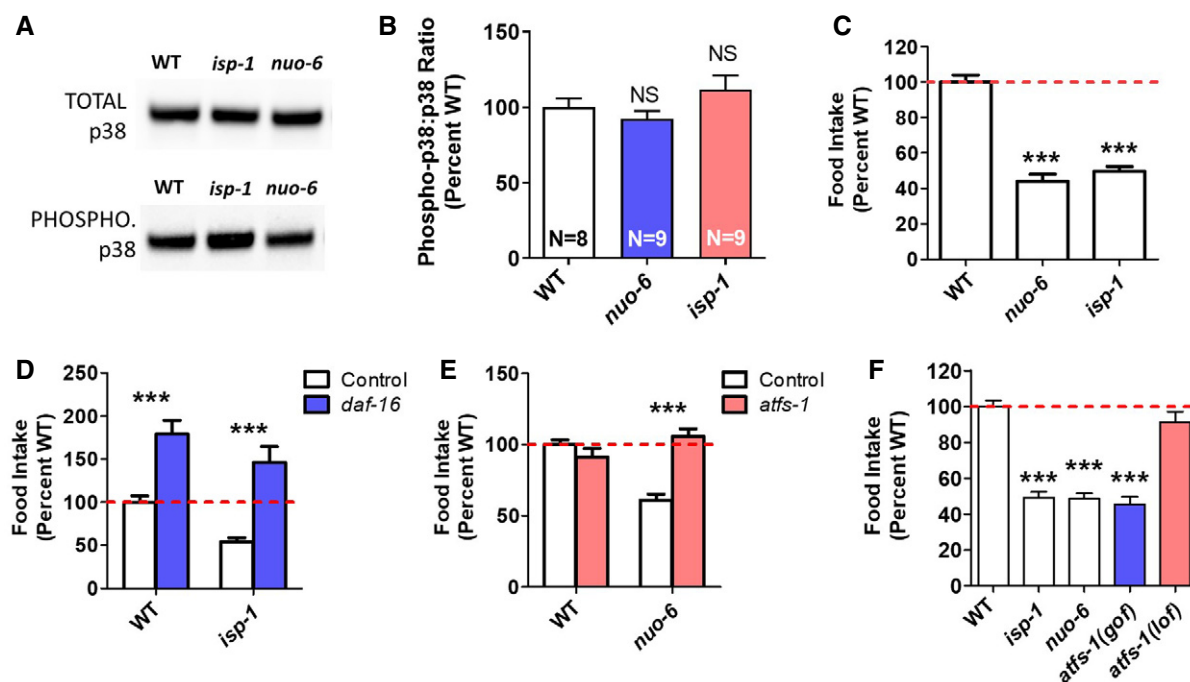 A
WT isp-1 nuo-6
TOTAL
p38
WT isp-1 nuo-6
PHOSPHO.
p38
B
Phospho-p38:p38 Ratio
(Percent WT)
150
100
50
0
NS
NS
N=8
N=9
N=9
WT
nuo-6
isp-1
C
Food Intake
(Percent WT)
120
100
80
60
40
20
0
***
***
WT
nuo-6
isp-1
D
Food Intake
(Percent WT)
250
200
150
100
50
0
***
***
Control
daf-16
WT
isp-1
E
Food Intake
(Percent WT)
150
100
50
0
***
Control
atfs-1
WT
nuo-6
F
Food Intake
(Percent WT)
120
100
80
60
40
20
0
***
***
***
WT
isp-1
nuo-6
atfs-1(gof)
atfs-1(lof)